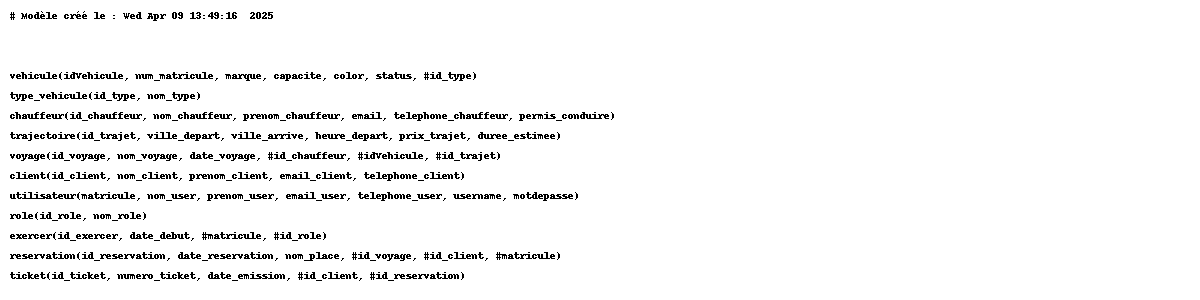 # Modèle créé le : Wed Apr 09 13:49:16  2025
vehicule(idVehicule, num_matricule, marque, capacite, color, status, #id_type)
type_vehicule(id_type, nom_type)
chauffeur(id_chauffeur, nom_chauffeur, prenom_chauffeur, email, telephone_chauffeur, permis_conduire)
trajectoire(id_trajet, ville_depart, ville_arrive, heure_depart, prix_trajet, duree_estimee)
voyage(id_voyage, nom_voyage, date_voyage, #id_chauffeur, #idVehicule, #id_trajet)
client(id_client, nom_client, prenom_client, email_client, telephone_client)
utilisateur(matricule, nom_user, prenom_user, email_user, telephone_user, username, motdepasse)
role(id_role, nom_role)
exercer(id_exercer, date_debut, #matricule, #id_role)
reservation(id_reservation, date_reservation, nom_place, #id_voyage, #id_client, #matricule)
ticket(id_ticket, numero_ticket, date_emission, #id_client, #id_reservation)